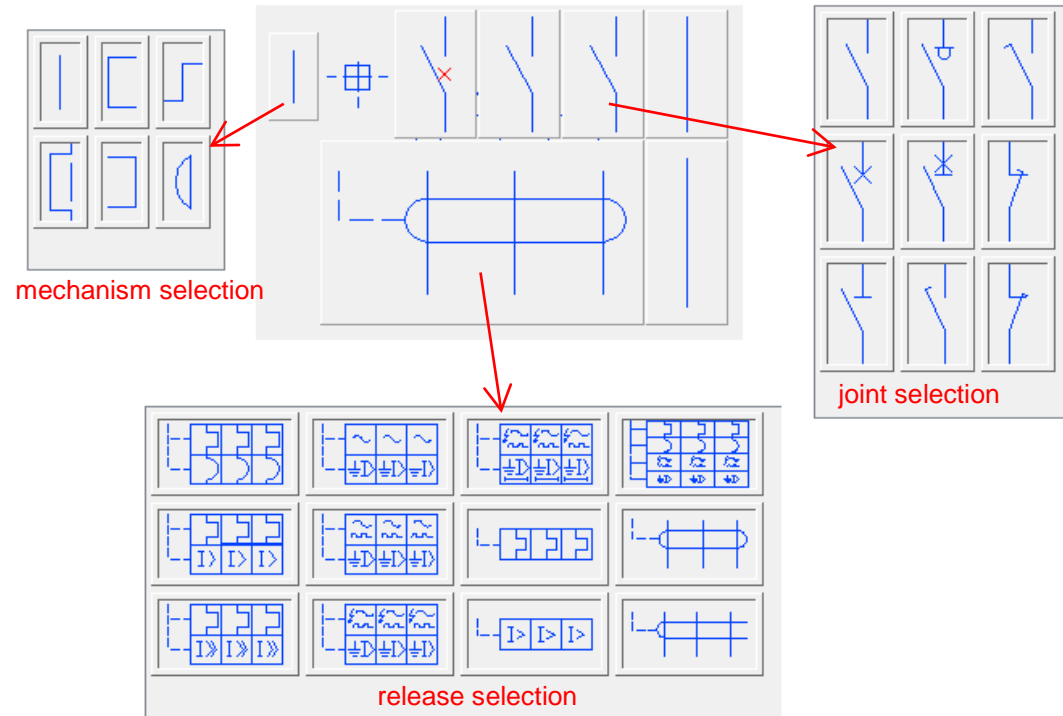 mechanism selection
joint selection
I> I> I>
I>> I>> I>>
I> I> I>
release selection